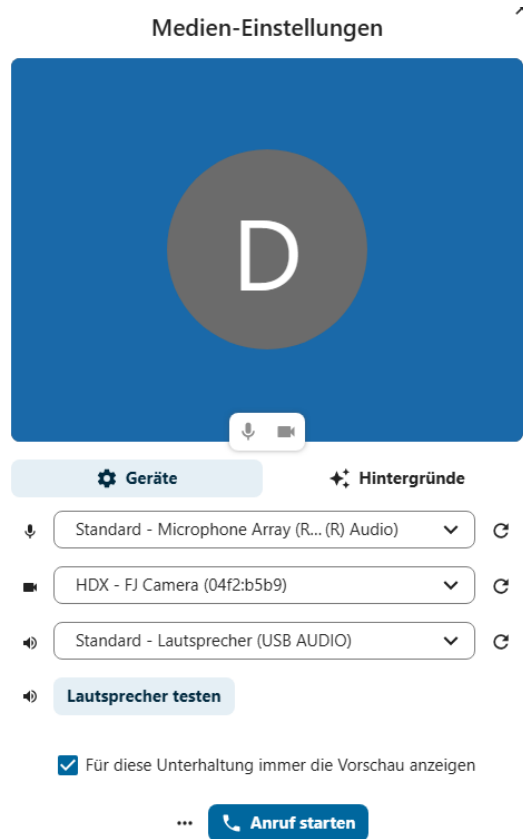 Medien-Einstellungen
D
Geräte
Hintergründe
Standard - Microphone Array (R... (R) Audio)
HDX - FJ Camera (04f2:b5b9)
Standard - Lautsprecher (USB AUDIO)
Lautsprecher testen
Für diese Unterhaltung immer die Vorschau anzeigen
Anruf starten